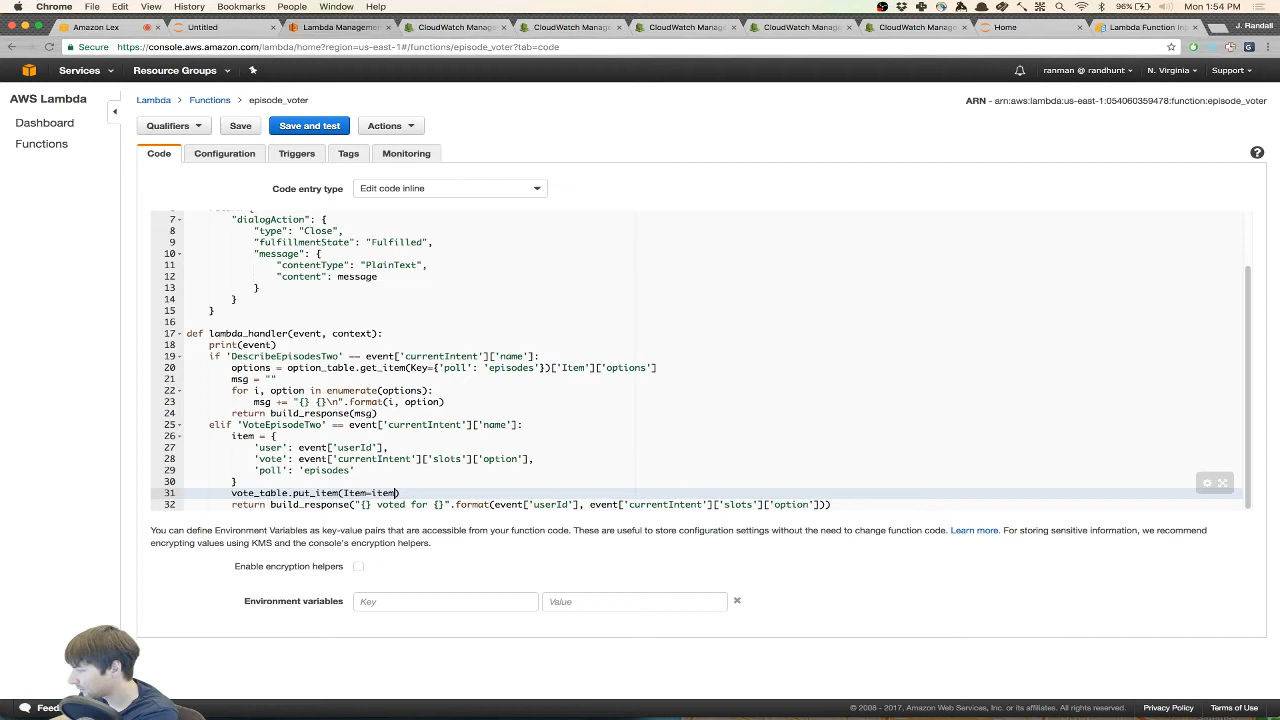 Chrome File Edit View History Bookmarks People Window Help 96% Mon 1:54 PM
Amazon Lex Untitled Lambda Management CloudWatch Manage CloudWatch Manage CloudWatch Manage CloudWatch Manage CloudWatch Manage Home Lambda Function Inp J. Randall
Secure https://console.aws.amazon.com/lambda/home?region=us-east-1#/functions/episode_voter?tab=code
Services Resource Groups ranman @ randhunt N. Virginia Support
AWS Lambda
Dashboard
Functions
Lambda > Functions > episode_voter ARN - arn:aws:lambda:us-east-1:054060359478:function:episode_voter
Qualifiers Save Save and test Actions
Code Configuration Triggers Tags Monitoring
Code entry type Edit code inline
7 "dialogAction": {
8 "type": "Close",
9 "fulfillmentState": "Fulfilled",
10 "message": {
11 "contentType": "PlainText",
12 "content": message
13 }
14 }
15 }
16
17 def lambda_handler(event, context):
18 print(event)
19 if 'DescribeEpisodesTwo' == event['currentIntent']['name']:
20 options = option_table.get_item(Key={'poll': 'episodes'})['Item']['options']
21 msg = ""
22 for i, option in enumerate(options):
23 msg += "{} {}\n".format(i, option)
24 return build_response(msg)
25 elif 'VoteEpisodeTwo' == event['currentIntent']['name']:
26 item = {
27 'user': event['userId'],
28 'vote': event['currentIntent']['slots']['option'],
29 'poll': 'episodes'
30 }
31 vote_table.put_item(Item=item)
32 return build_response("{} voted for {}".format(event['userId'], event['currentIntent']['slots']['option']))
You can define Environment Variables as key-value pairs that are accessible from your function code. These are useful to store configuration settings without the need to change function code. Learn more. For storing sensitive information, we recommend
encrypting values using KMS and the console's encryption helpers.
Enable encryption helpers
Environment variables Key Value
Feed © 2008 - 2017, Amazon Web Services, Inc. or its affiliates. All rights reserved. Privacy Policy Terms of Use